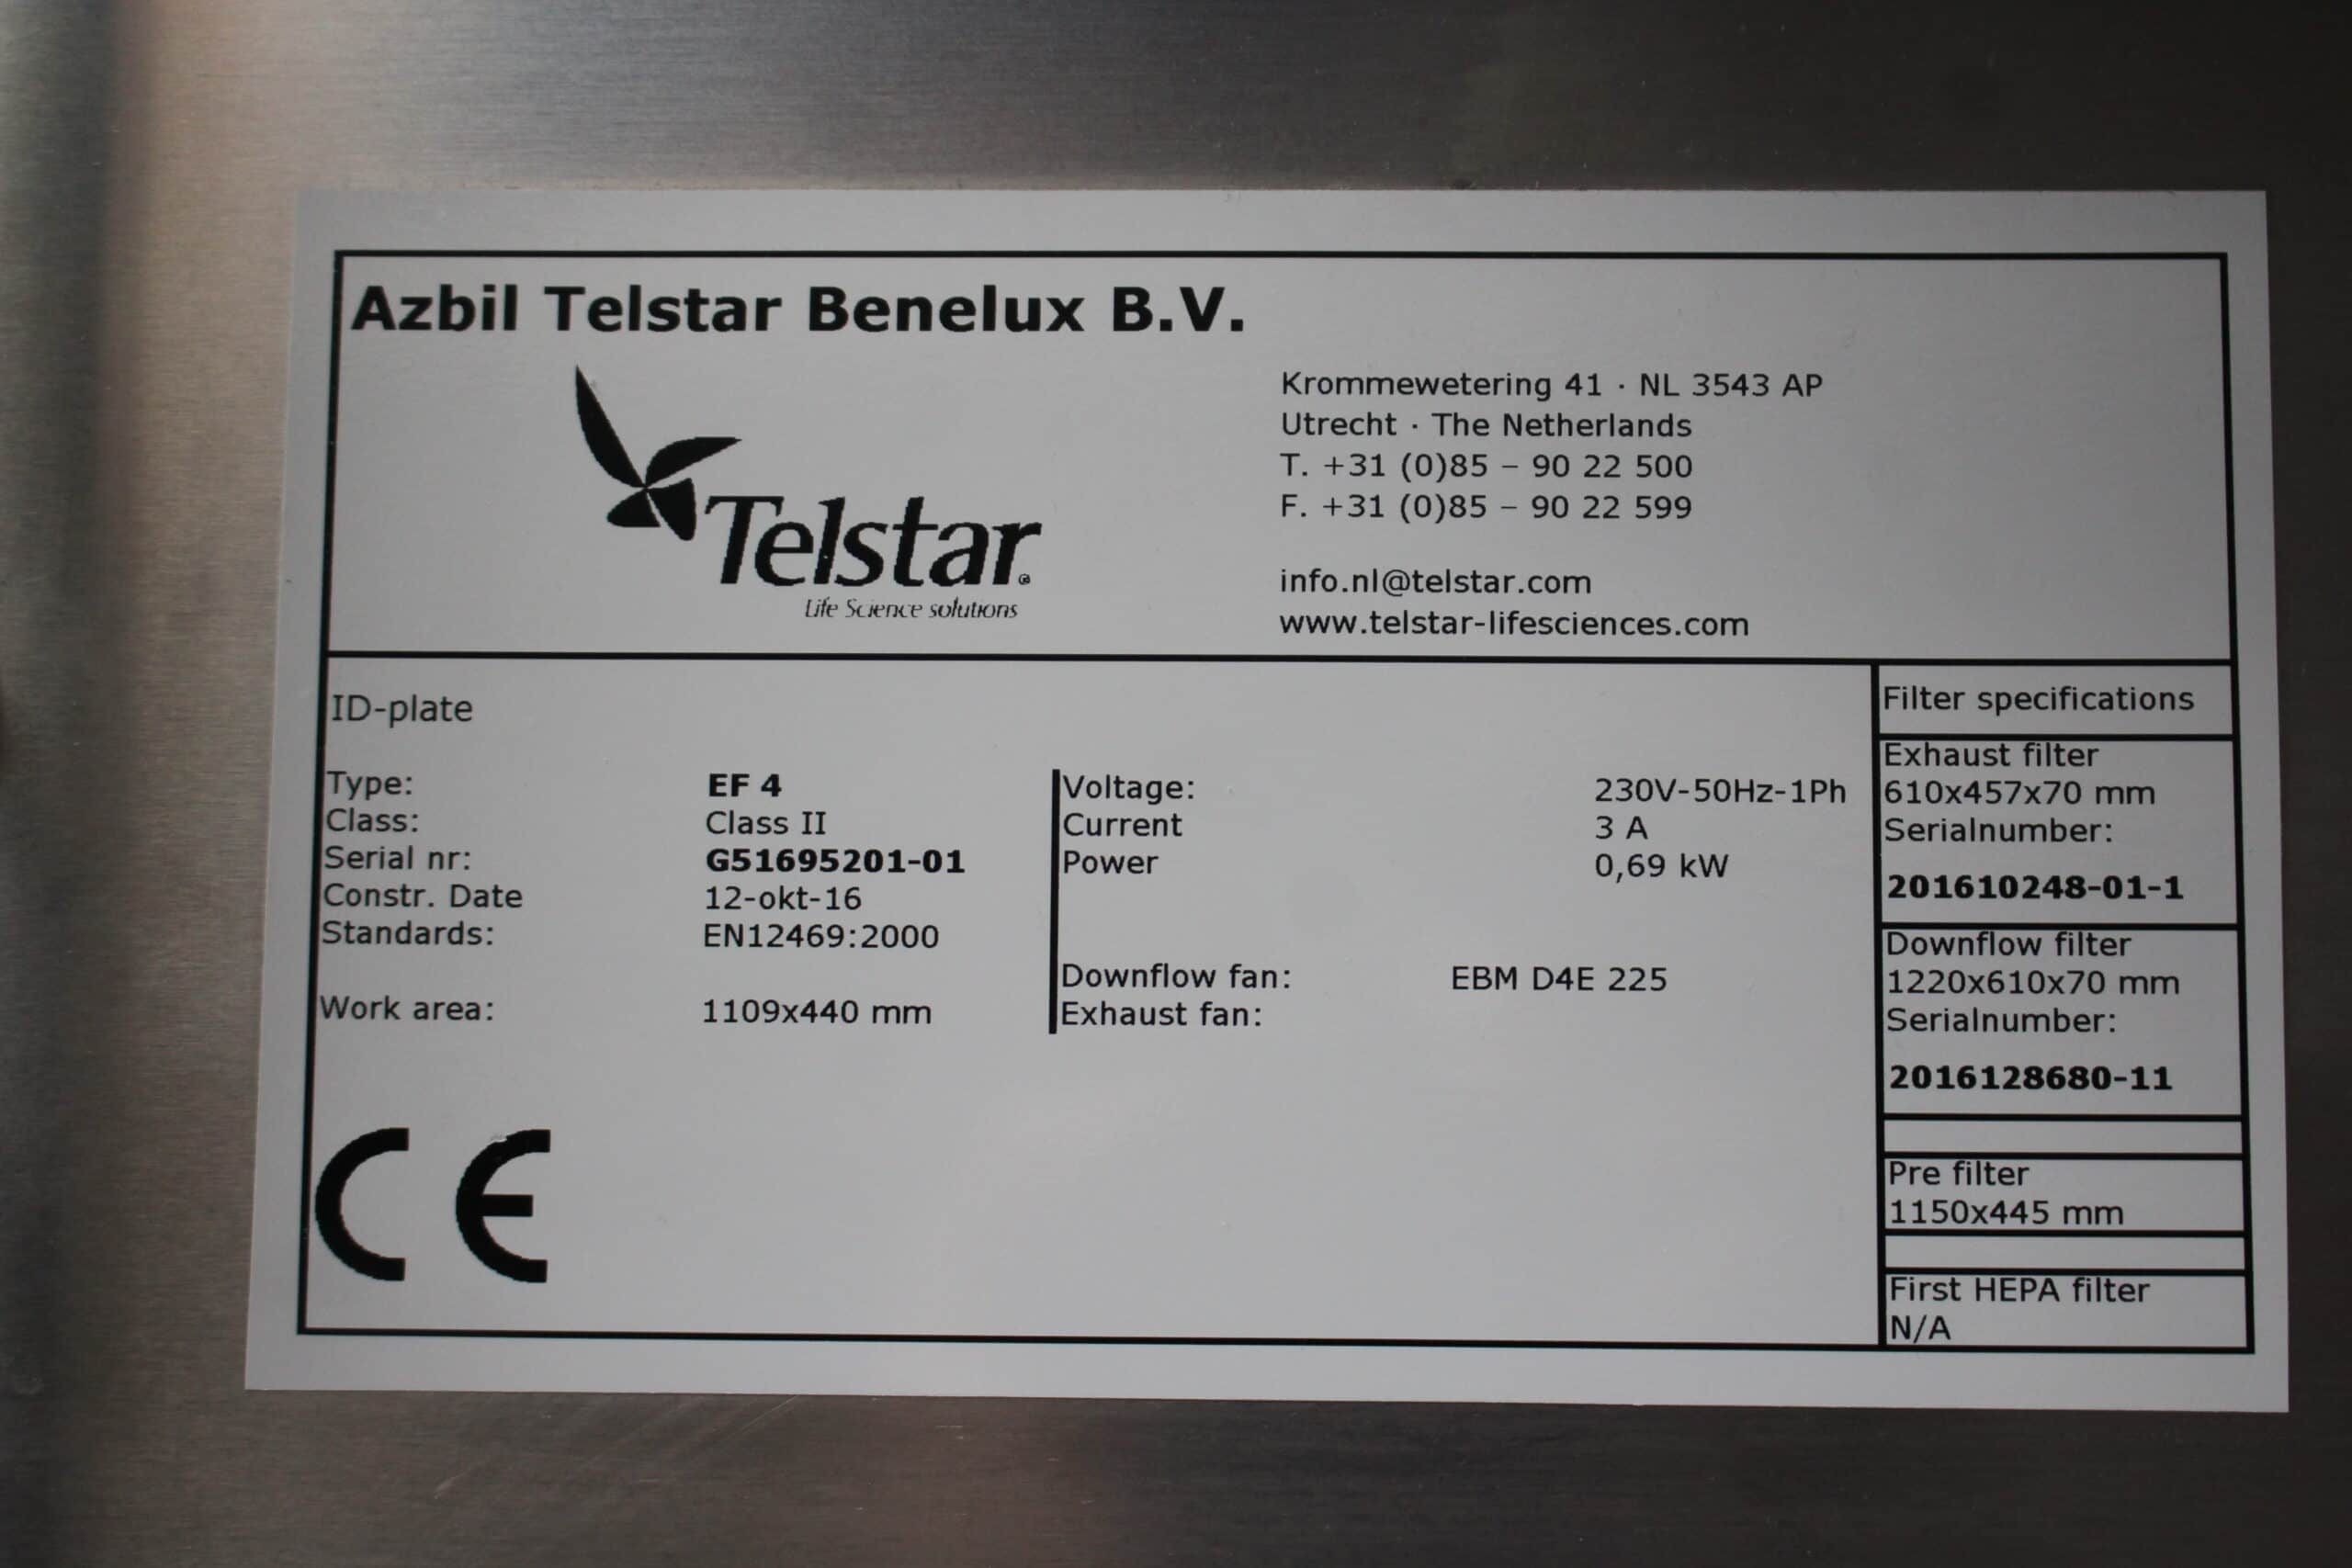 Azbil Telstar Benelux B.V.
Telstar®
Life Science solutions
Krommewetering 41 · NL 3543 AP
Utrecht · The Netherlands
T. +31 (0)85 – 90 22 500
F. +31 (0)85 – 90 22 599
info.nl@telstar.com
www.telstar-lifesciences.com
ID-plate
Type: EF 4
Class: Class II
Serial nr: G51695201-01
Constr. Date 12-okt-16
Standards: EN12469:2000
Work area: 1109x440 mm
Voltage: 230V-50Hz-1Ph
Current 3 A
Power 0,69 kW
Downflow fan: EBM D4E 225
Exhaust fan:
CE
Filter specifications
Exhaust filter
610x457x70 mm
Serialnumber:
201610248-01-1
Downflow filter
1220x610x70 mm
Serialnumber:
2016128680-11
Pre filter
1150x445 mm
First HEPA filter
N/A